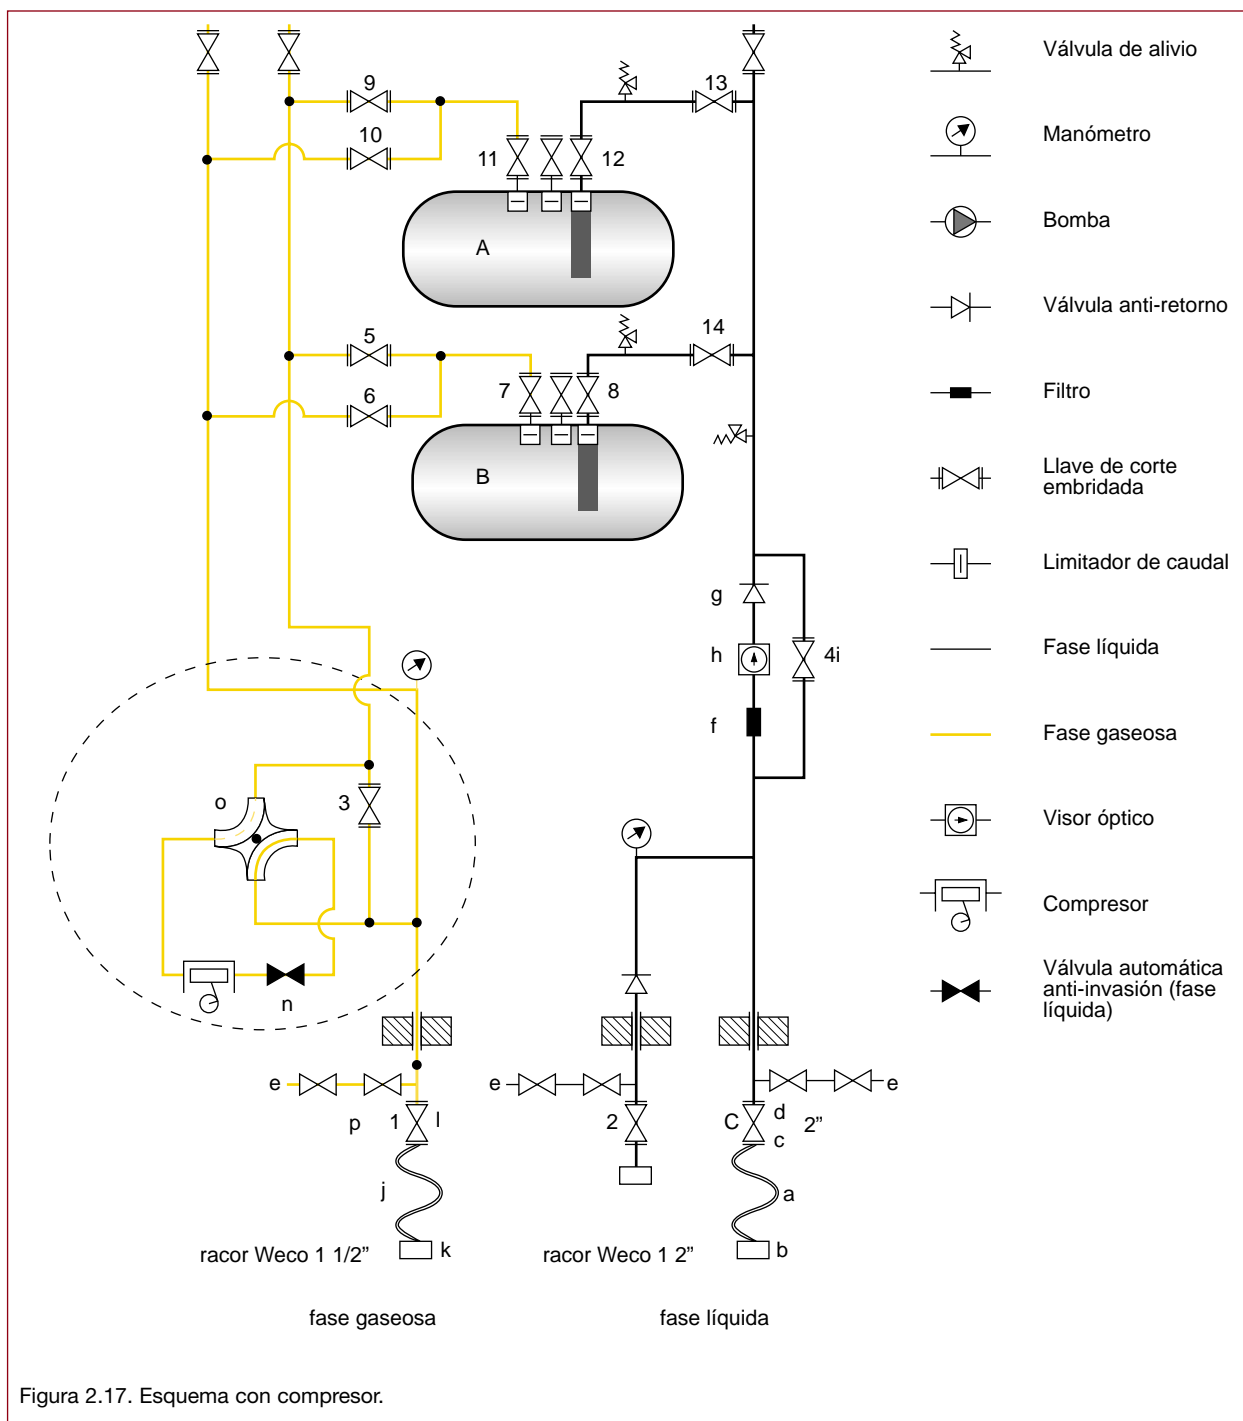 9
10
11
12
13
A
5
6
7
8
14
B
g
h
4i
f
o
3
n
e
p
1
l
j
k
racor Weco 1 1/2”
fase gaseosa
e
2
racor Weco 1 2”
fase líquida
C
d
c
2”
e
a
b
Válvula de alivio
Manómetro
Bomba
Válvula anti-retorno
Filtro
Llave de corte
embridada
Limitador de caudal
Fase líquida
Fase gaseosa
Visor óptico
Compresor
Válvula automática
anti-invasión (fase
líquida)
Figura 2.17. Esquema con compresor.